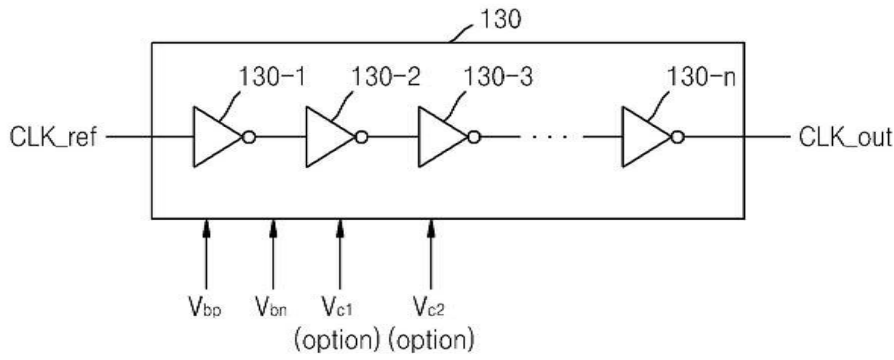 130
130-1 130-2 130-3 130-n
CLK_ref · · · CLK_out
Vbp Vbn Vc1 Vc2
(option) (option)